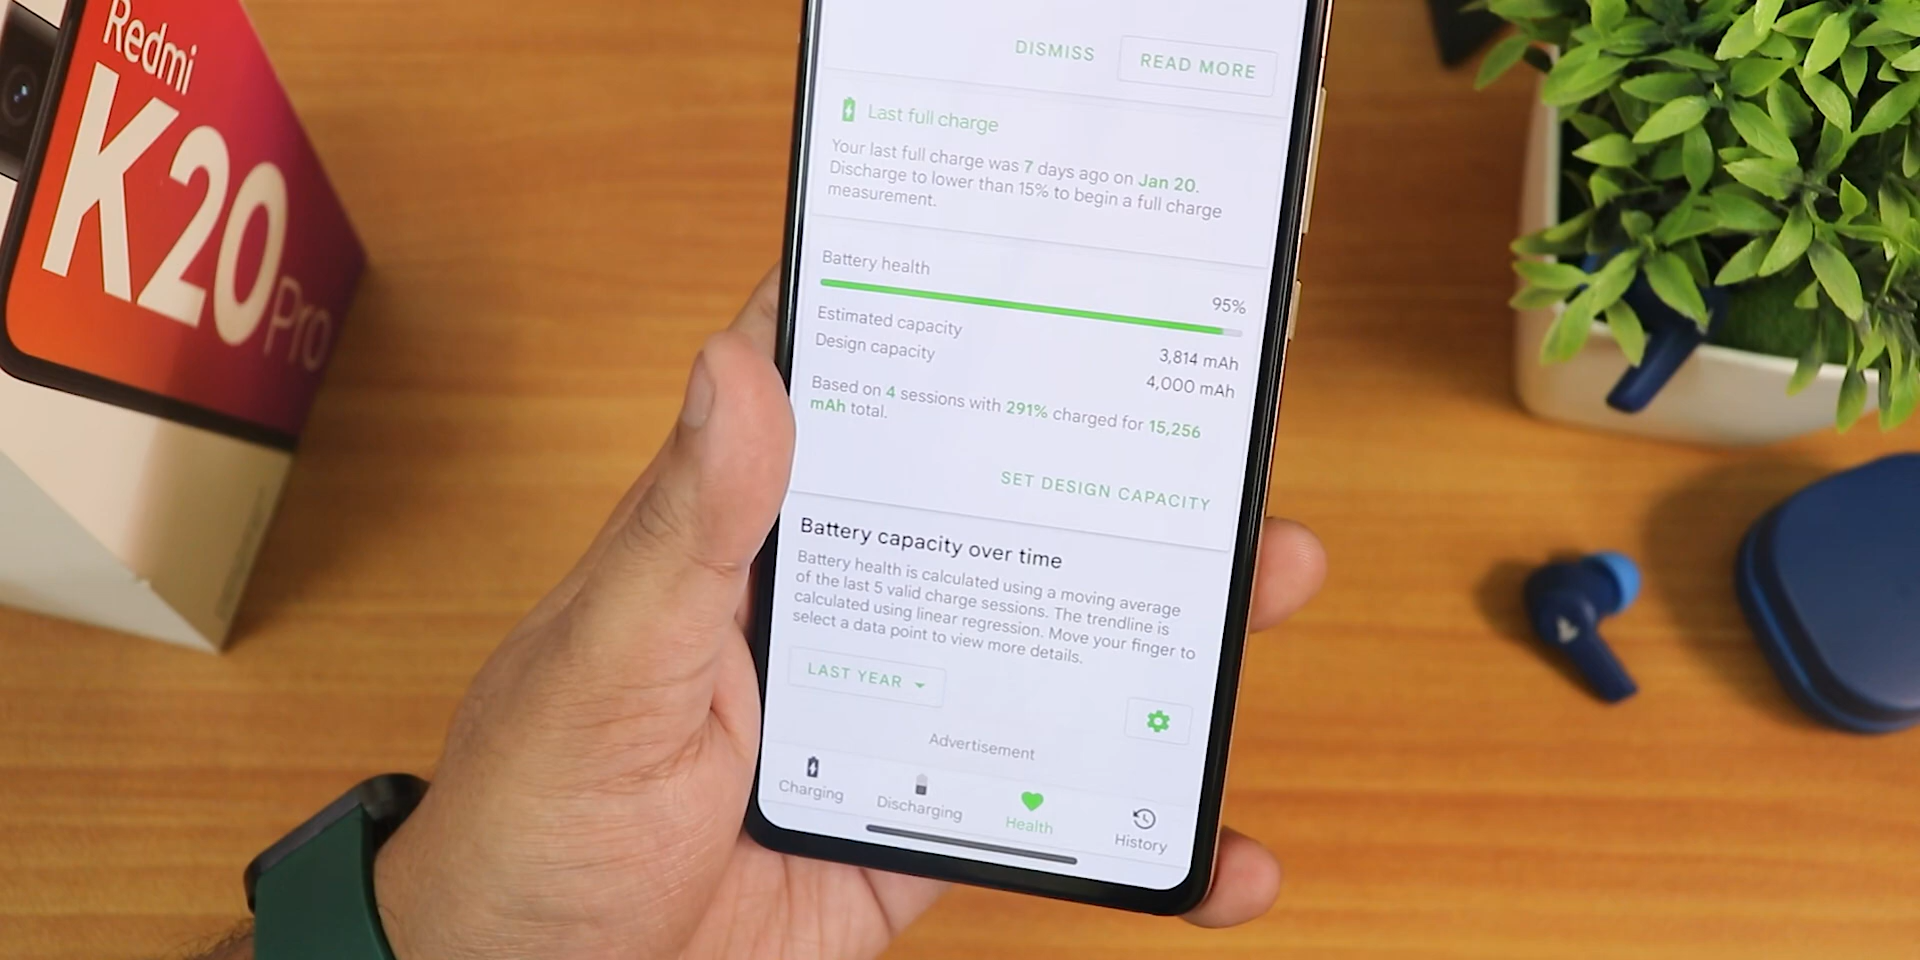 Redmi
K20
Pro
DISMISS
READ MORE
Last full charge
Your last full charge was 7 days ago on Jan 20.
Discharge to lower than 15% to begin a full charge
measurement.
Battery health
95%
Estimated capacity
3,814 mAh
Design capacity
4,000 mAh
Based on 4 sessions with 291% charged for 15,256
mAh total.
SET DESIGN CAPACITY
Battery capacity over time
Battery health is calculated using a moving average
of the last 5 valid charge sessions. The trendline is
calculated using linear regression. Move your finger to
select a data point to view more details.
LAST YEAR
Advertisement
Charging
Discharging
Health
History